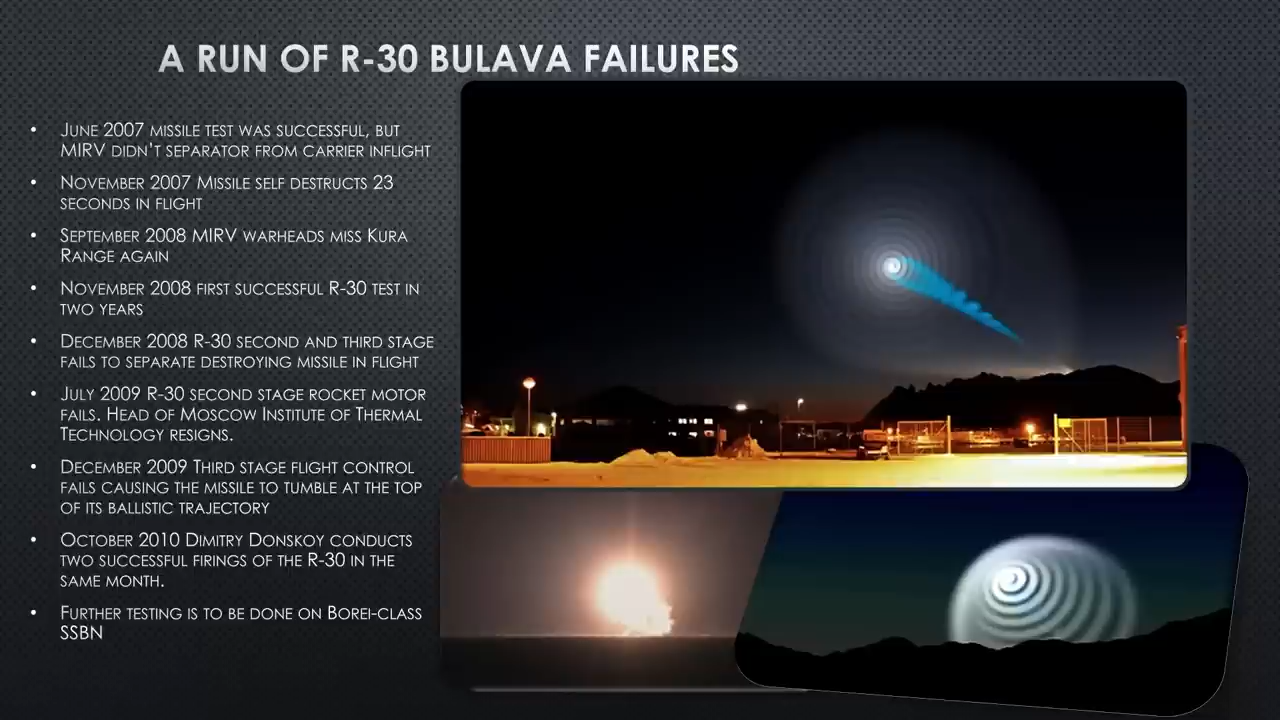 A RUN OF R-30 BULAVA FAILURES
• JUNE 2007 MISSILE TEST WAS SUCCESSFUL, BUT
MIRV DIDN'T SEPARATOR FROM CARRIER INFLIGHT
• NOVEMBER 2007 MISSILE SELF DESTRUCTS 23
SECONDS IN FLIGHT
• SEPTEMBER 2008 MIRV WARHEADS MISS KURA
RANGE AGAIN
• NOVEMBER 2008 FIRST SUCCESSFUL R-30 TEST IN
TWO YEARS
• DECEMBER 2008 R-30 SECOND AND THIRD STAGE
FAILS TO SEPARATE DESTROYING MISSILE IN FLIGHT
• JULY 2009 R-30 SECOND STAGE ROCKET MOTOR
FAILS. HEAD OF MOSCOW INSTITUTE OF THERMAL
TECHNOLOGY RESIGNS.
• DECEMBER 2009 THIRD STAGE FLIGHT CONTROL
FAILS CAUSING THE MISSILE TO TUMBLE AT THE TOP
OF ITS BALLISTIC TRAJECTORY
• OCTOBER 2010 DIMITRY DONSKOY CONDUCTS
TWO SUCCESSFUL FIRINGS OF THE R-30 IN THE
SAME MONTH.
• FURTHER TESTING IS TO BE DONE ON BOREI-CLASS
SSBN